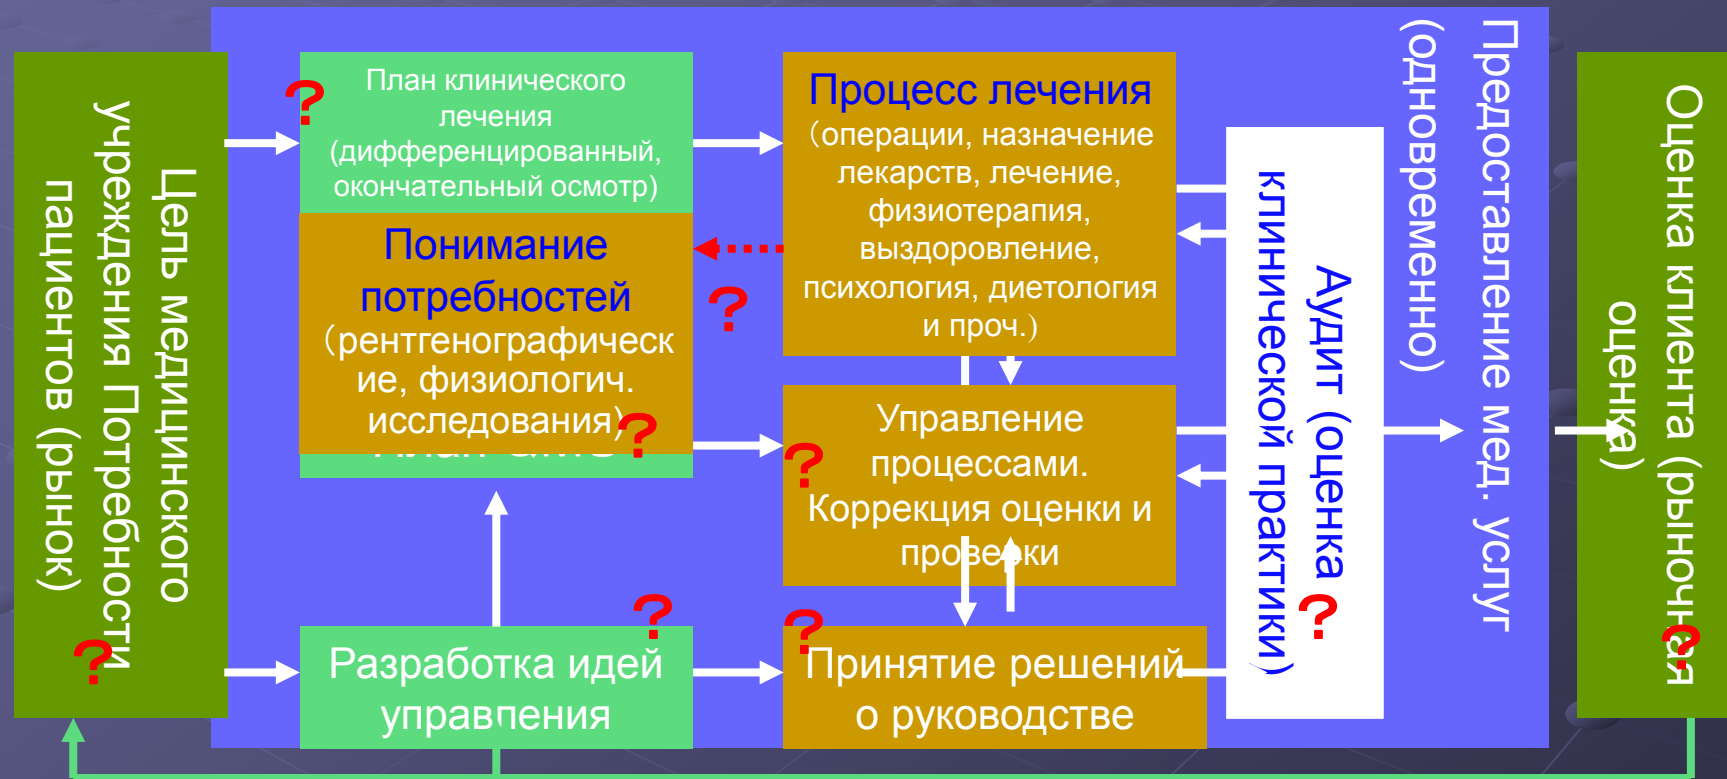 Цель медицинского
учреждения Потребности
пациентов (рынок)
?
План клинического
лечения
(дифференцированный,
окончательный осмотр)
?
Понимание
потребностей
(рентгенографическ
ие, физиологич.
исследования)
?
План
Разработка идей
управления
?
Процесс лечения
(операции, назначение
лекарств, лечение,
физиотерапия,
выздоровление,
психология, диетология
и проч.)
?
Управление
процессами.
Коррекция оценки и
проверки
?
Принятие решений
о руководстве
?
Аудит (оценка
клинической практики)
?
Предоставление мед. услуг
(одновременно)
Оценка клиента (рыночная
оценка)
?